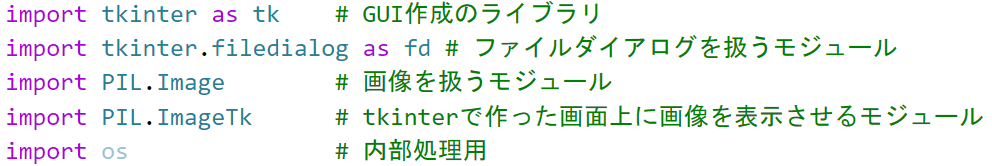 import tkinter as tk    # GUI作成のライブラリ
import tkinter.filedialog as fd # ファイルダイアログを扱うモジュール
import PIL.Image        # 画像を扱うモジュール
import PIL.ImageTk      # tkinterで作った画面上に画像を表示させるモジュール
import os               # 内部処理用